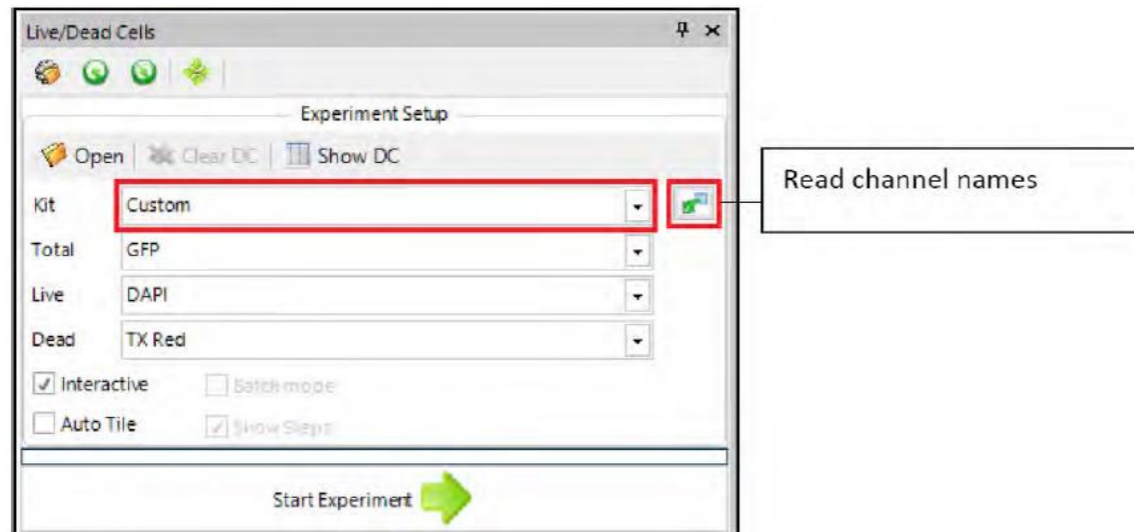 Live/Dead Cells
Experiment Setup
Open Clear DC Show DC
Kit Custom
Read channel names
Total GFP
Live DAPI
Dead TX Red
Interactive Batch mode
Auto Tile Show Steps
Start Experiment